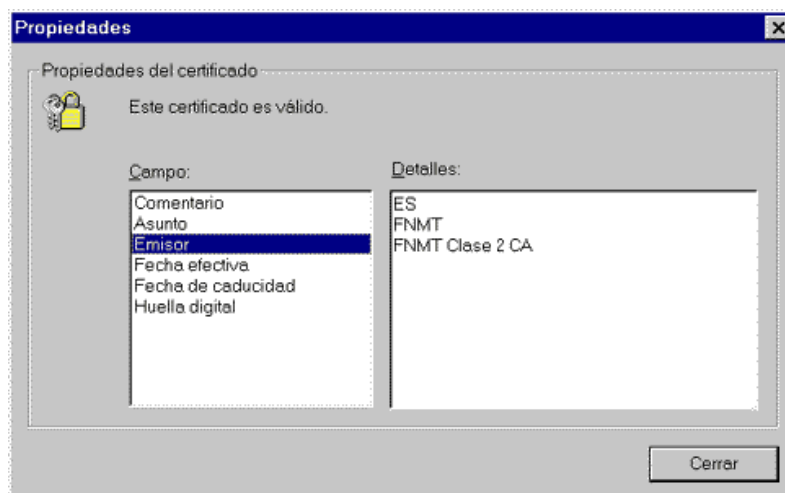 Propiedades
Propiedades del certificado
Este certificado es válido.
Campo:
Comentario
Asunto
Emisor
Fecha efectiva
Fecha de caducidad
Huella digital
Detalles:
ES
FNMT
FNMT Clase 2 CA
Cerrar